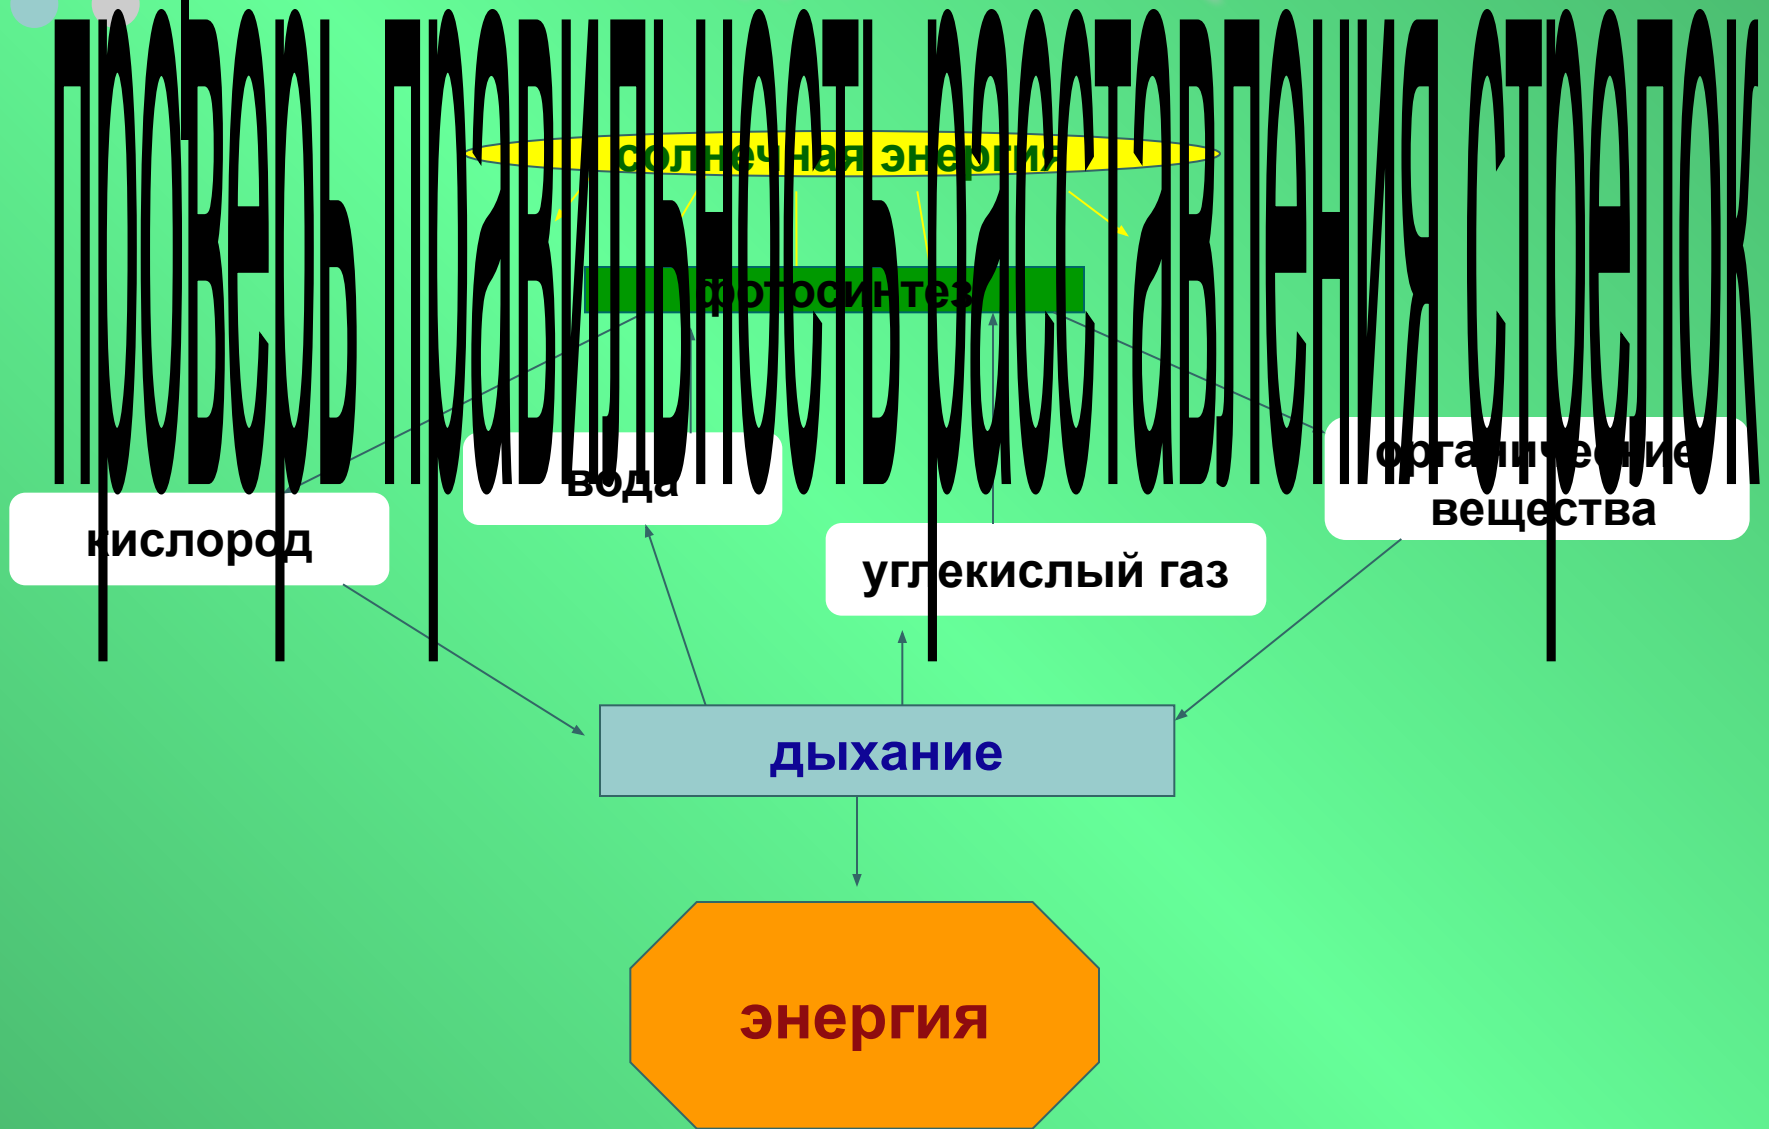 проверь правильность расставления стрелок
солнечная энергия
фотосинтез
органические
вещества
вода
кислород
углекислый газ
дыхание
энергия